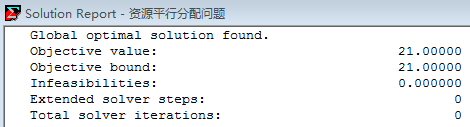 Solution Report - 资源平行分配问题
Global optimal solution found.
Objective value: 21.00000
Objective bound: 21.00000
Infeasibilities: 0.000000
Extended solver steps: 0
Total solver iterations: 0